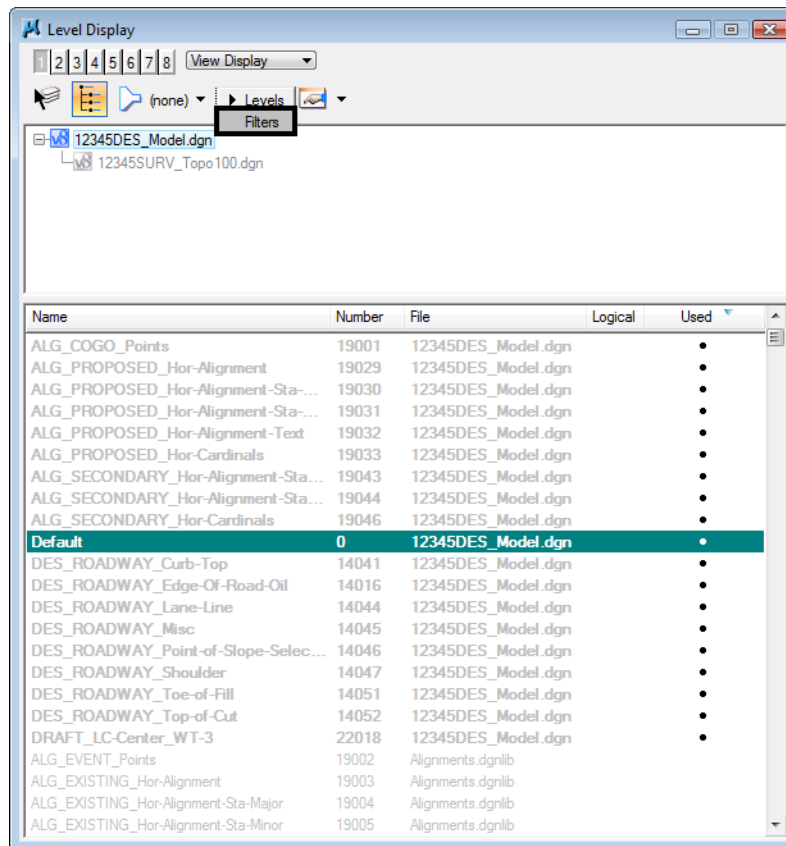 Level Display
1 2 3 4 5 6 7 8 View Display
(none) Levels
Filters
12345DES_Model.dgn
12345SURV_Topo100.dgn
Name Number File Logical Used
ALG_COGO_Points 19001 12345DES_Model.dgn •
ALG_PROPOSED_Hor-Alignment 19029 12345DES_Model.dgn •
ALG_PROPOSED_Hor-Alignment-Sta-... 19030 12345DES_Model.dgn •
ALG_PROPOSED_Hor-Alignment-Sta-... 19031 12345DES_Model.dgn •
ALG_PROPOSED_Hor-Alignment-Text 19032 12345DES_Model.dgn •
ALG_PROPOSED_Hor-Cardinals 19033 12345DES_Model.dgn •
ALG_SECONDARY_Hor-Alignment-Sta... 19043 12345DES_Model.dgn •
ALG_SECONDARY_Hor-Alignment-Sta... 19044 12345DES_Model.dgn •
ALG_SECONDARY_Hor-Cardinals 19046 12345DES_Model.dgn •
Default 0 12345DES_Model.dgn •
DES_ROADWAY_Curb-Top 14041 12345DES_Model.dgn •
DES_ROADWAY_Edge-Of-Road-Oil 14016 12345DES_Model.dgn •
DES_ROADWAY_Lane-Line 14044 12345DES_Model.dgn •
DES_ROADWAY_Misc 14045 12345DES_Model.dgn •
DES_ROADWAY_Point-of-Slope-Selec... 14046 12345DES_Model.dgn •
DES_ROADWAY_Shoulder 14047 12345DES_Model.dgn •
DES_ROADWAY_Toe-of-Fill 14051 12345DES_Model.dgn •
DES_ROADWAY_Top-of-Cut 14052 12345DES_Model.dgn •
DRAFT_LC-Center_WT-3 22018 12345DES_Model.dgn •
ALG_EVENT_Points 19002 Alignments.dgnlib
ALG_EXISTING_Hor-Alignment 19003 Alignments.dgnlib
ALG_EXISTING_Hor-Alignment-Sta-Major 19004 Alignments.dgnlib
ALG_EXISTING_Hor-Alignment-Sta-Minor 19005 Alignments.dgnlib